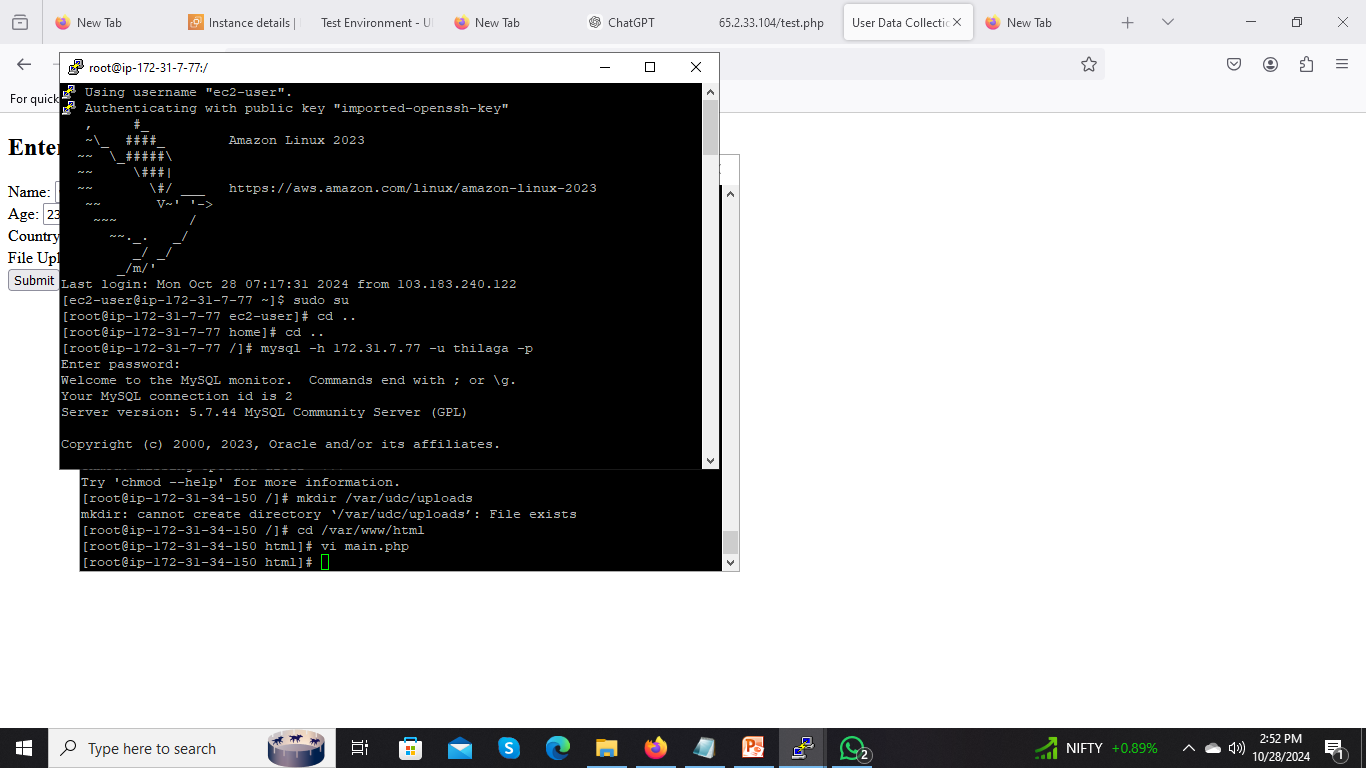 New Tab
Instance details |
Test Environment - U
New Tab
ChatGPT
65.2.33.104/test.php
User Data Collectio
New Tab
For quick
root@ip-172-31-7-77:/
Using username "ec2-user".
Authenticating with public key "imported-openssh-key"
   ,     #_
   ~\_  ####_        Amazon Linux 2023
  ~~  \_#####\
  ~~     \###|
  ~~       \#/ ___   https://aws.amazon.com/linux/amazon-linux-2023
   ~~       V~' '->
    ~~~         /
      ~~._.   _/
         _/ _/
       _/m/'
Last login: Mon Oct 28 07:17:31 2024 from 103.183.240.122
[ec2-user@ip-172-31-7-77 ~]$ sudo su
[root@ip-172-31-7-77 ec2-user]# cd ..
[root@ip-172-31-7-77 home]# cd ..
[root@ip-172-31-7-77 /]# mysql -h 172.31.7.77 -u thilaga -p
Enter password:
Welcome to the MySQL monitor.  Commands end with ; or \g.
Your MySQL connection id is 2
Server version: 5.7.44 MySQL Community Server (GPL)
Copyright (c) 2000, 2023, Oracle and/or its affiliates.
Enter
Name:
Age: 23
Country
File Upl
Submit
Try 'chmod --help' for more information.
[root@ip-172-31-34-150 /]# mkdir /var/udc/uploads
mkdir: cannot create directory ‘/var/udc/uploads’: File exists
[root@ip-172-31-34-150 /]# cd /var/www/html
[root@ip-172-31-34-150 html]# vi main.php
[root@ip-172-31-34-150 html]#
Type here to search
2
NIFTY +0.89%
2:52 PM
10/28/2024
1